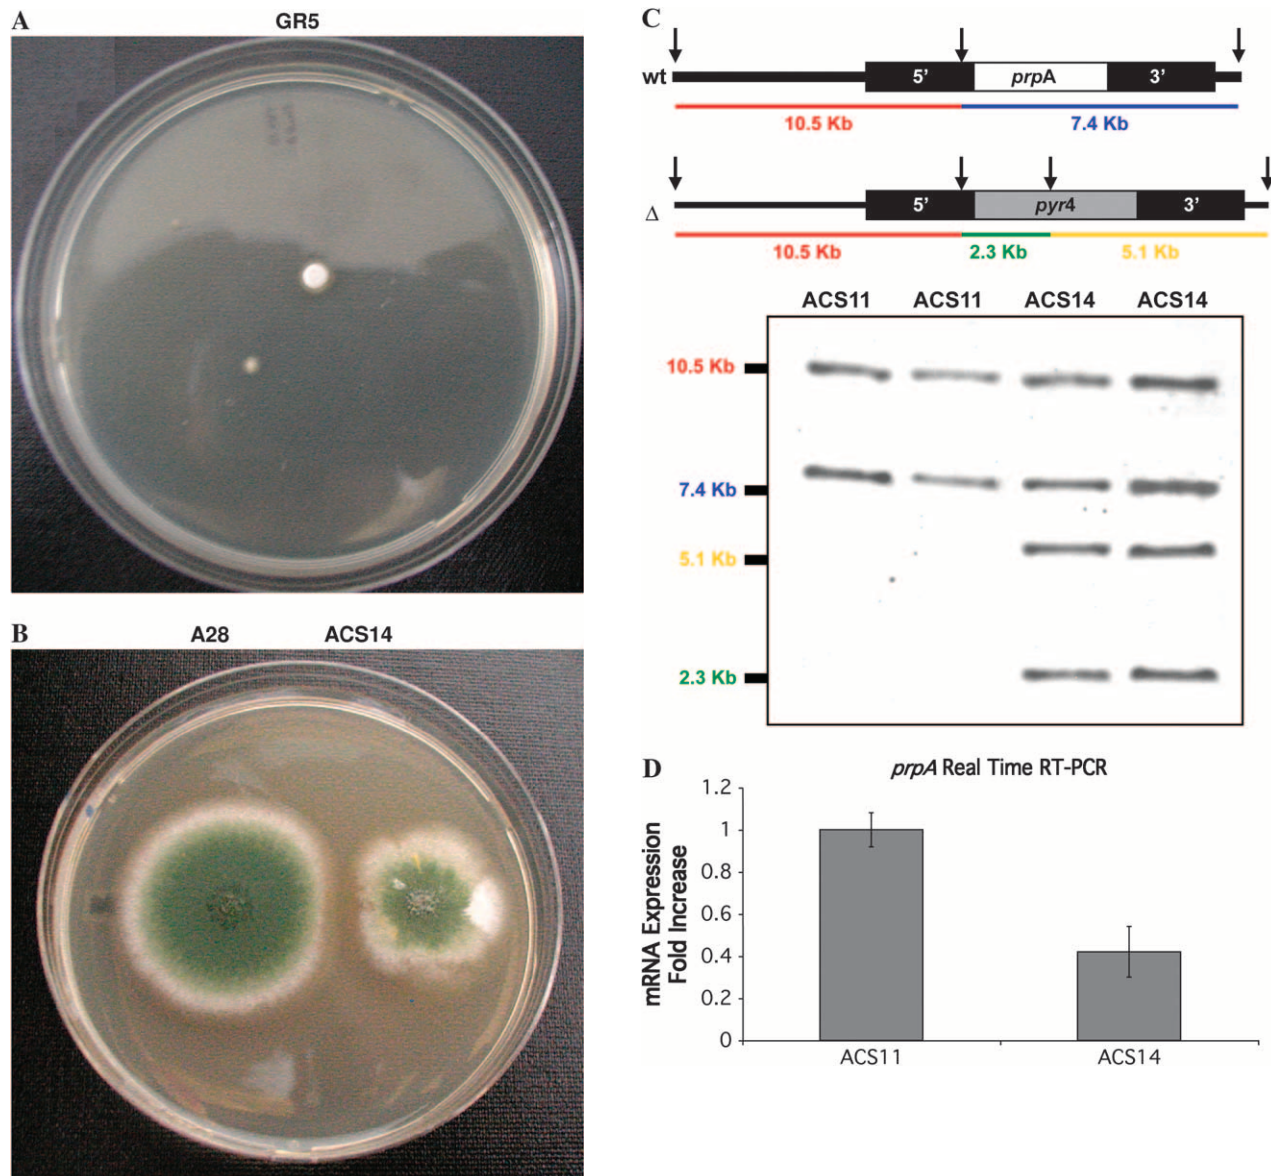 A
GR5
B
A28 ACS14
C
wt 5' prpA 3'
10.5 Kb 7.4 Kb
Δ 5' pyr4 3'
10.5 Kb 2.3 Kb 5.1 Kb
ACS11 ACS11 ACS14 ACS14
10.5 Kb
7.4 Kb
5.1 Kb
2.3 Kb
D
prpA Real Time RT-PCR
mRNA Expression
Fold Increase
1.2
1
0.8
0.6
0.4
0.2
0
ACS11 ACS14